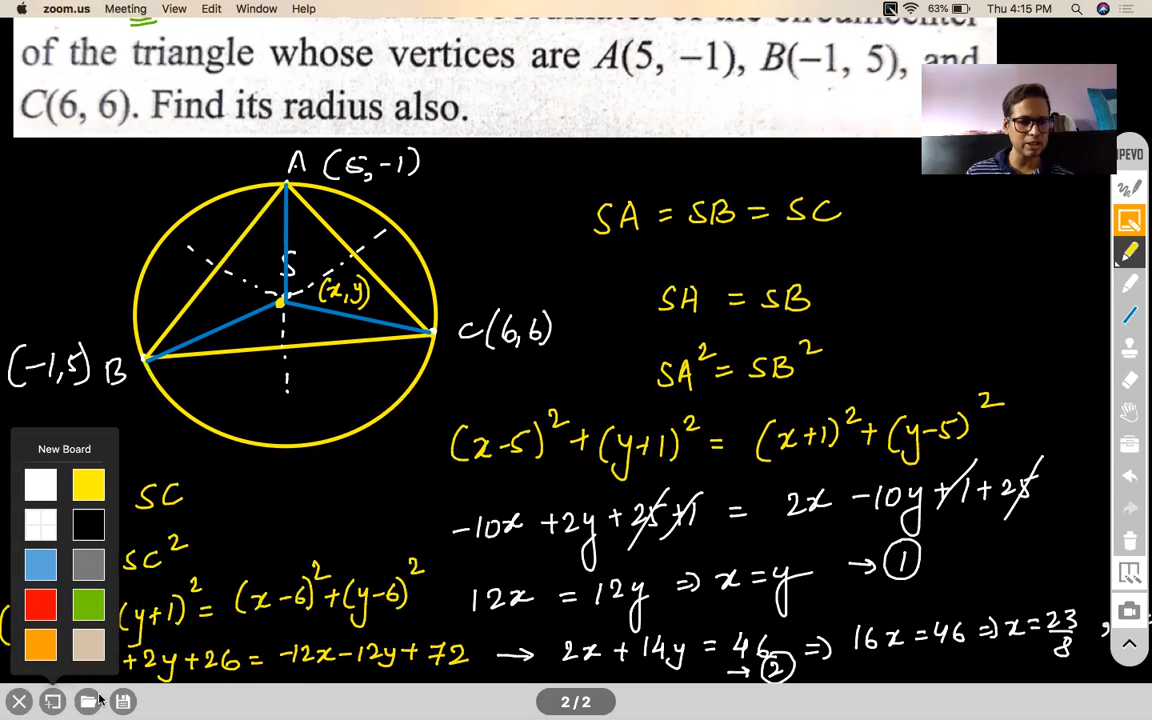 zoom.us Meeting View Edit Window Help 63% Thu 4:15 PM
of the triangle whose vertices are A(5, −1), B(−1, 5), and
C(6, 6). Find its radius also.
IPEVO
A (5,-1)
SA = SB = SC
S
(x,y)
SA = SB
C(6,6)
(-1,5) B
SA² = SB²
(x-5)² + (y+1)² = (x+1)² + (y-5)²
New Board
SC
-10x + 2y + 25 + 1 = 2x - 10y + 1 + 25
SC²
12x = 12y ⇒ x = y → ①
(y+1)² = (x-6)² + (y-6)²
+2y+26 = -12x-12y+72 → 2x + 14y = 46 ⇒ 16x = 46 ⇒ x = 23/8 ,
→ ②
2/2